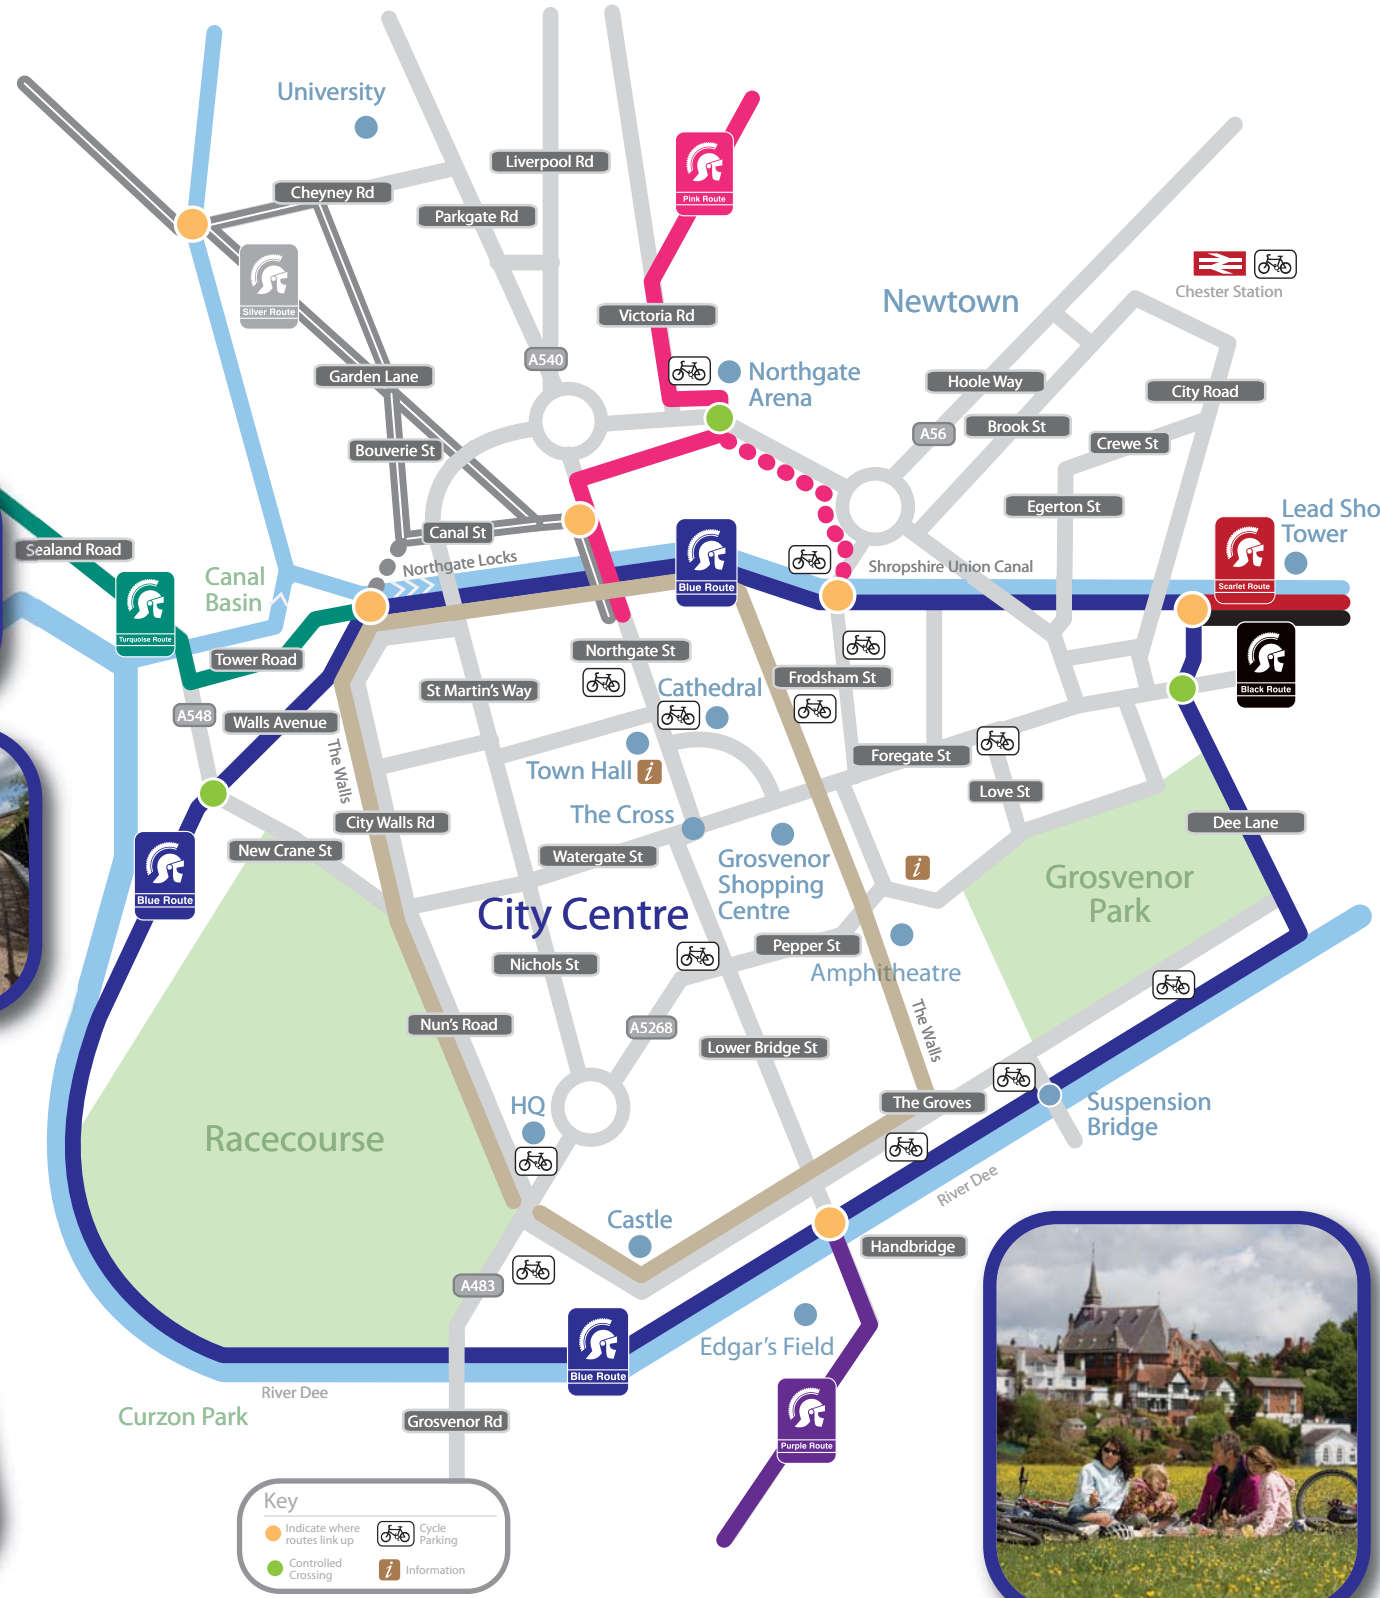 University
Liverpool Rd
Cheyney Rd
Parkgate Rd
Pink Route
Silver Route
Victoria Rd
Newtown
Chester Station
A540
Garden Lane
Northgate
Arena
Hoole Way
City Road
A56
Brook St
Crewe St
Bouverie St
Egerton St
Lead Sho
Tower
Canal St
Northgate Locks
Sealand Road
Canal
Basin
Blue Route
Shropshire Union Canal
Scarlet Route
Turquoise Route
Tower Road
Northgate St
Frodsham St
Black Route
St Martin's Way
Cathedral
A548
Walls Avenue
The Walls
Town Hall
i
Foregate St
Love St
The Cross
City Walls Rd
Dee Lane
New Crane St
Watergate St
Grosvenor
Shopping
Centre
i
Grosvenor
Park
Blue Route
City Centre
Pepper St
Nichols St
Amphitheatre
Nun's Road
A5268
Lower Bridge St
The Walls
HQ
The Groves
Suspension
Bridge
Racecourse
River Dee
Castle
Handbridge
A483
Edgar's Field
Blue Route
River Dee
Curzon Park
Grosvenor Rd
Purple Route
Key
Indicate where
routes link up
Cycle
Parking
Controlled
Crossing
i
Information